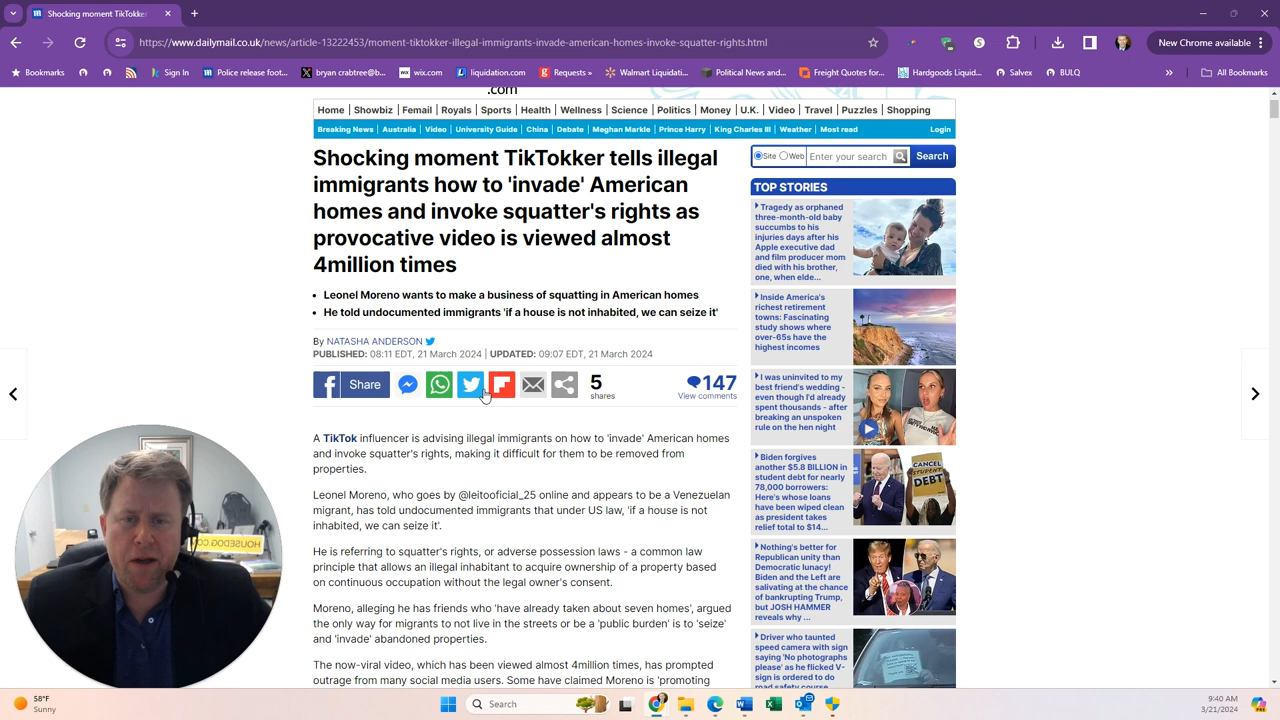 Shocking moment TikTokker
https://www.dailymail.co.uk/news/article-13222453/moment-tiktokker-illegal-immigrants-invade-american-homes-invoke-squatter-rights.html
New Chrome available
Bookmarks
Police release foot...
Sign In
bryan crabtree@b...
wix.com
liquidation.com
Requests »
Walmart Liquidati...
Political News and...
Freight Quotes for...
Hardgoods Liquid...
Salvex
BULQ
»
All Bookmarks
.com
Home Showbiz Femail Royals Sports Health Wellness Science Politics Money U.K. Video Travel Puzzles Shopping
Breaking News Australia Video University Guide China Debate Meghan Markle Prince Harry King Charles III Weather Most read Login
Shocking moment TikTokker tells illegal
immigrants how to 'invade' American
homes and invoke squatter's rights as
provocative video is viewed almost
4million times
• Leonel Moreno wants to make a business of squatting in American homes
• He told undocumented immigrants 'if a house is not inhabited, we can seize it'
By NATASHA ANDERSON
PUBLISHED: 08:11 EDT, 21 March 2024 | UPDATED: 09:07 EDT, 21 March 2024
Share
5
shares
147
View comments
A TikTok influencer is advising illegal immigrants on how to 'invade' American homes
and invoke squatter's rights, making it difficult for them to be removed from
properties.
Leonel Moreno, who goes by @leitooficial_25 online and appears to be a Venezuelan
migrant, has told undocumented immigrants that under US law, 'if a house is not
inhabited, we can seize it'.
He is referring to squatter's rights, or adverse possession laws - a common law
principle that allows an illegal inhabitant to acquire ownership of a property based
on continuous occupation without the legal owner's consent.
Moreno, alleging he has friends who 'have already taken about seven homes', argued
the only way for migrants to not live in the streets or be a 'public burden' is to 'seize'
and 'invade' abandoned properties.
The now-viral video, which has been viewed almost 4million times, has prompted
outrage from many social media users. Some have claimed Moreno is 'promoting
Site Web Enter your search Search
TOP STORIES
Tragedy as orphaned
three-month-old baby
succumbs to his
injuries days after his
Apple executive dad
and film producer mom
died with his brother,
one, when elde...
Inside America's
richest retirement
towns: Fascinating
study shows where
over-65s have the
highest incomes
I was uninvited to my
best friend's wedding -
even though I'd already
spent thousands - after
breaking an unspoken
rule on the hen night
Biden forgives
another $5.8 BILLION in
student debt for nearly
78,000 borrowers:
Here's whose loans
have been wiped clean
as president takes
relief total to $14...
CANCEL
STUDENT
DEBT
Nothing's better for
Republican unity than
Democratic lunacy!
Biden and the Left are
salivating at the chance
of bankrupting Trump,
but JOSH HAMMER
reveals why ...
Driver who taunted
speed camera with sign
saying 'No photographs
please' as he flicked V-
sign is ordered to do
road safety course
58°F
Sunny
Search
9:40 AM
3/21/2024